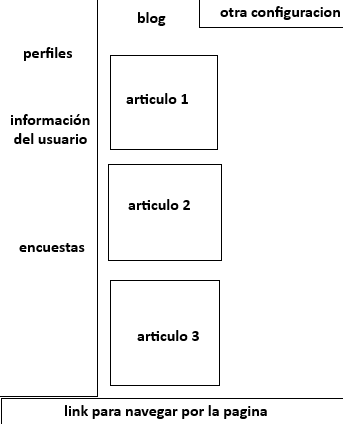 blog
otra configuracion
perfiles
articulo 1
información
del usuario
articulo 2
encuestas
articulo 3
link para navegar por la pagina